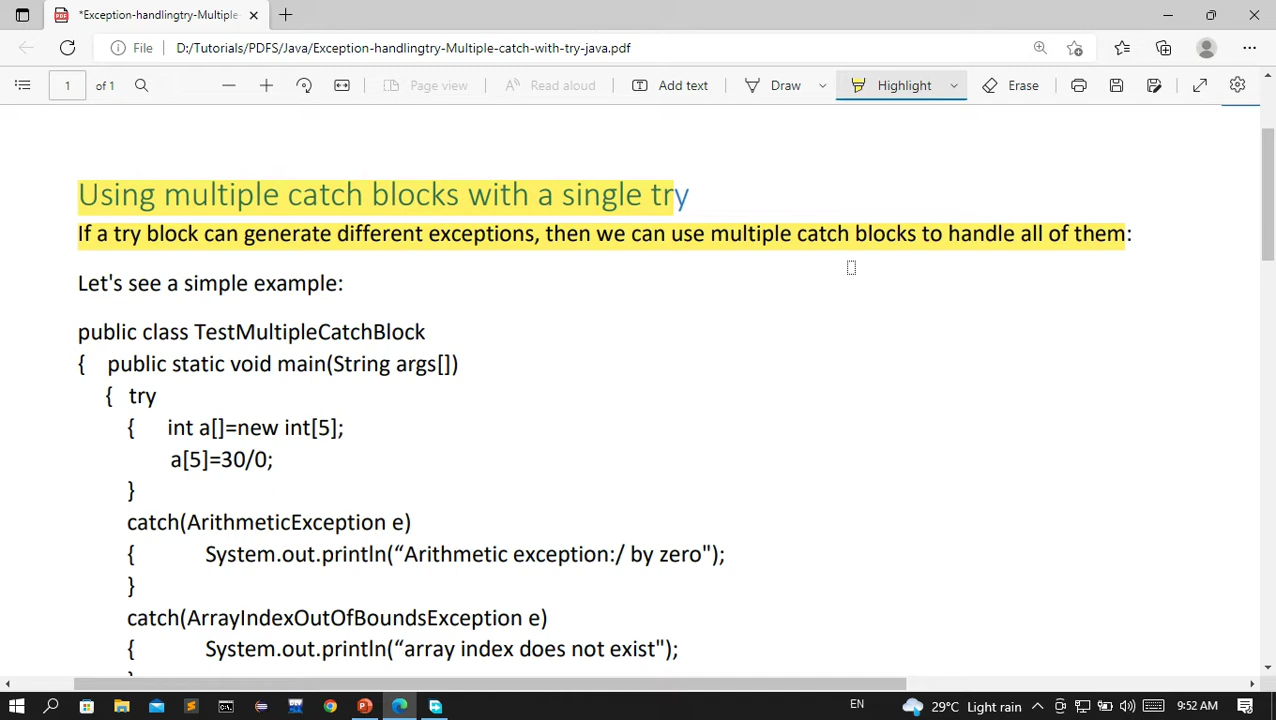 *Exception-handlingtry-Multiple-
File
D:/Tutorials/PDFS/Java/Exception-handlingtry-Multiple-catch-with-try-java.pdf
1
of 1
Page view
Read aloud
Add text
Draw
Highlight
Erase
Using multiple catch blocks with a single try
If a try block can generate different exceptions, then we can use multiple catch blocks to handle all of them:
Let's see a simple example:
public class TestMultipleCatchBlock
{ public static void main(String args[])
{ try
{ int a[]=new int[5];
a[5]=30/0;
}
catch(ArithmeticException e)
{ System.out.println(“Arithmetic exception:/ by zero");
}
catch(ArrayIndexOutOfBoundsException e)
{ System.out.println(“array index does not exist");
EN
29°C Light rain
9:52 AM